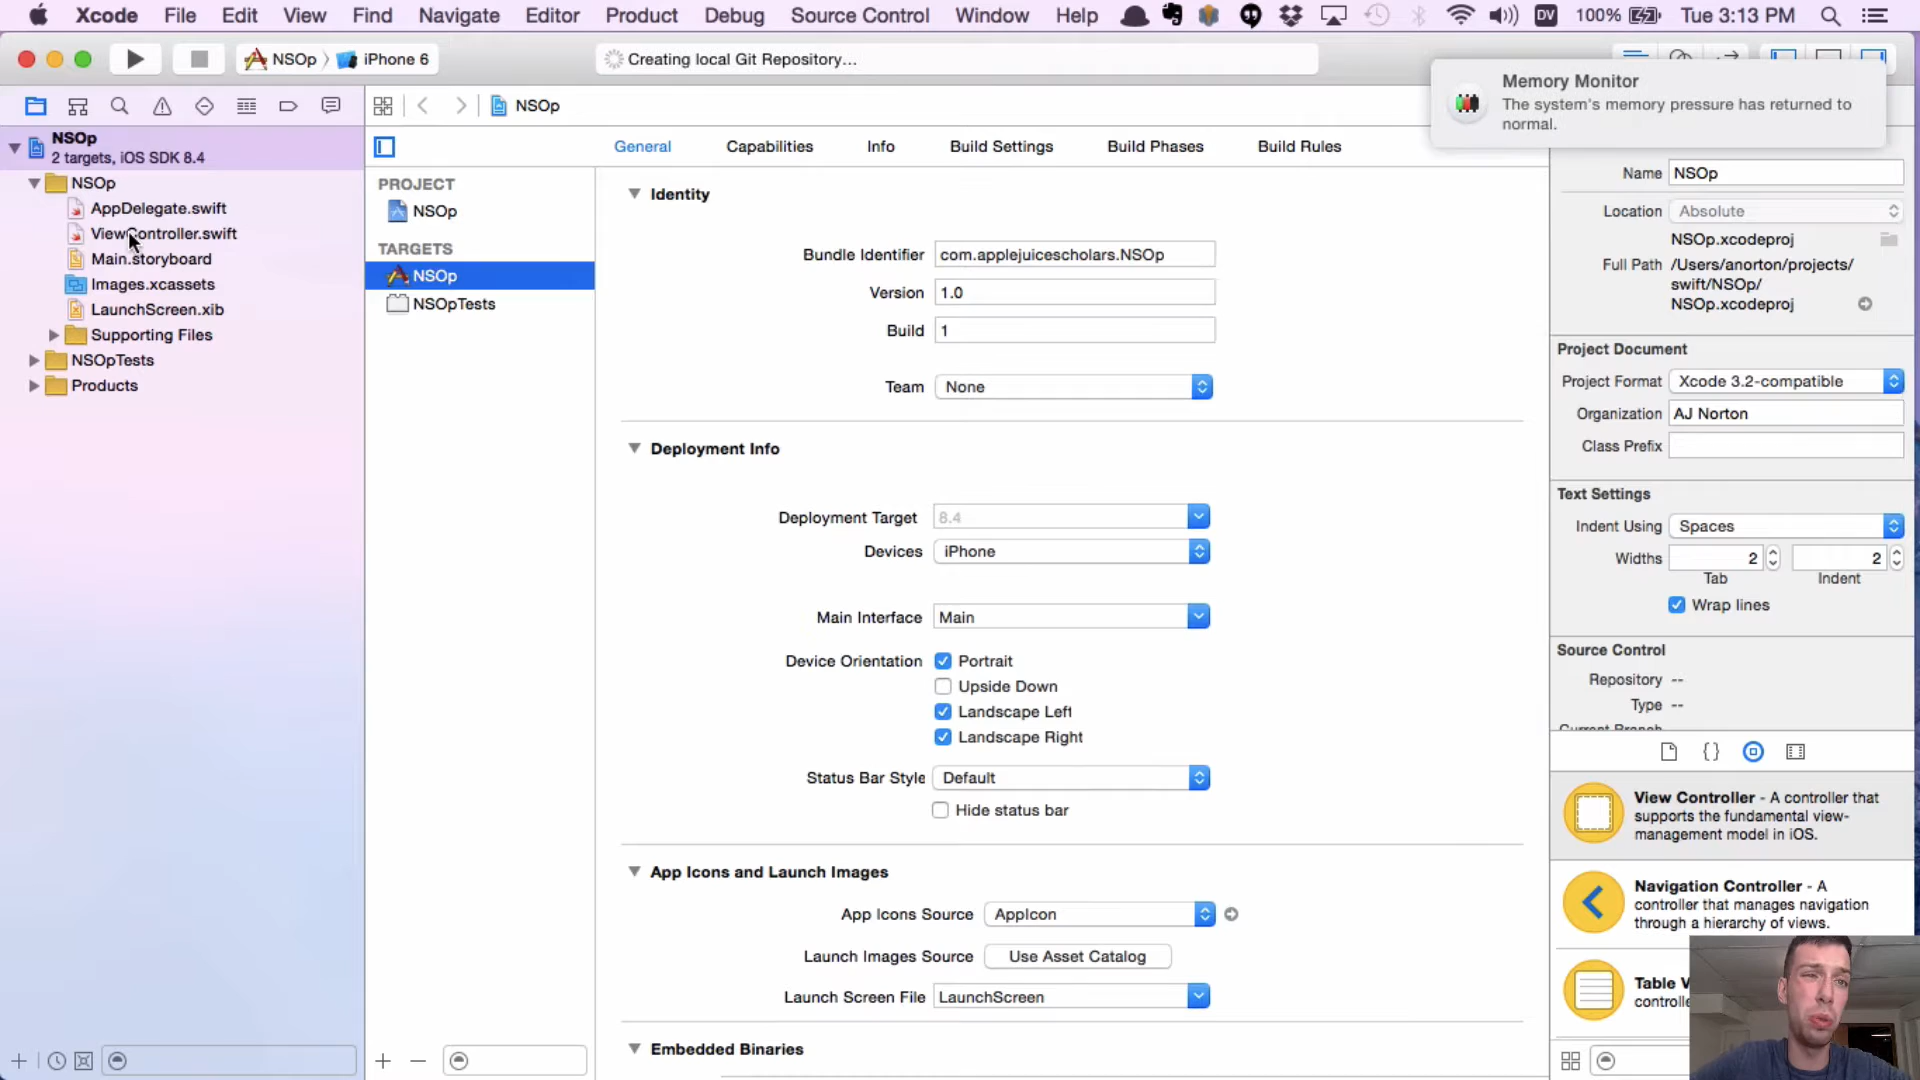 Xcode File Edit View Find Navigate Editor Product Debug Source Control Window Help DV 100% Tue 3:13 PM
NSOp iPhone 6
Creating local Git Repository...
Memory Monitor
The system's memory pressure has returned to
normal.
NSOp
NSOp
2 targets, iOS SDK 8.4
NSOp
AppDelegate.swift
ViewController.swift
Main.storyboard
Images.xcassets
LaunchScreen.xib
Supporting Files
NSOpTests
Products
General Capabilities Info Build Settings Build Phases Build Rules
PROJECT
NSOp
TARGETS
NSOp
NSOpTests
Identity
Bundle Identifier com.applejuicescholars.NSOp
Version 1.0
Build 1
Team None
Deployment Info
Deployment Target 8.4
Devices iPhone
Main Interface Main
Device Orientation Portrait
Upside Down
Landscape Left
Landscape Right
Status Bar Style Default
Hide status bar
App Icons and Launch Images
App Icons Source AppIcon
Launch Images Source Use Asset Catalog
Launch Screen File LaunchScreen
Embedded Binaries
Name NSOp
Location Absolute
NSOp.xcodeproj
Full Path /Users/anorton/projects/
swift/NSOp/
NSOp.xcodeproj
Project Document
Project Format Xcode 3.2-compatible
Organization AJ Norton
Class Prefix
Text Settings
Indent Using Spaces
Widths 2 2
Tab Indent
Wrap lines
Source Control
Repository --
Type --
Current Branch
View Controller - A controller that
supports the fundamental view-
management model in iOS.
Navigation Controller - A
controller that manages navigation
through a hierarchy of views.
Table V
controlle